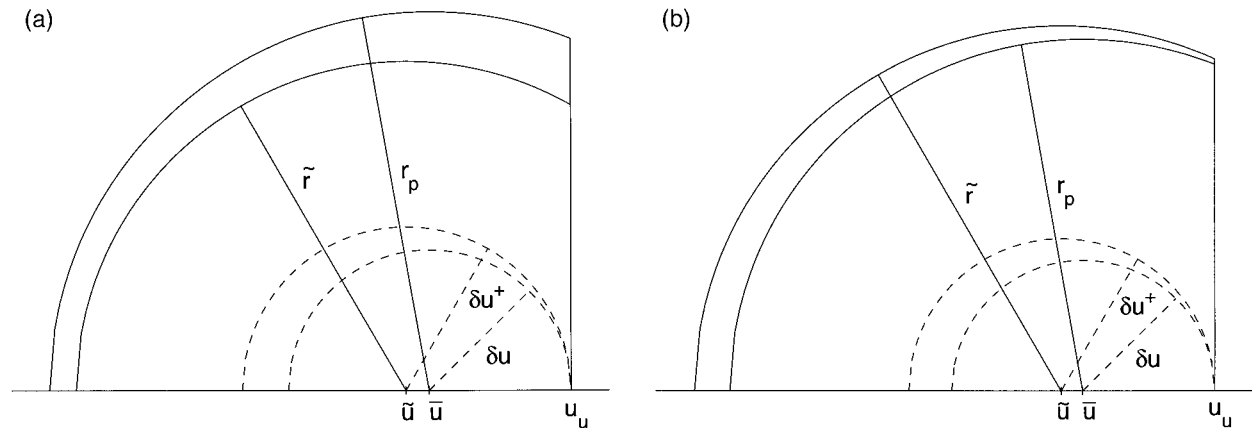 (a)
r̃
r_p
δu⁺
δu
ũ
u̅
u_u
(b)
r̃
r_p
δu⁺
δu
ũ
u̅
u_u